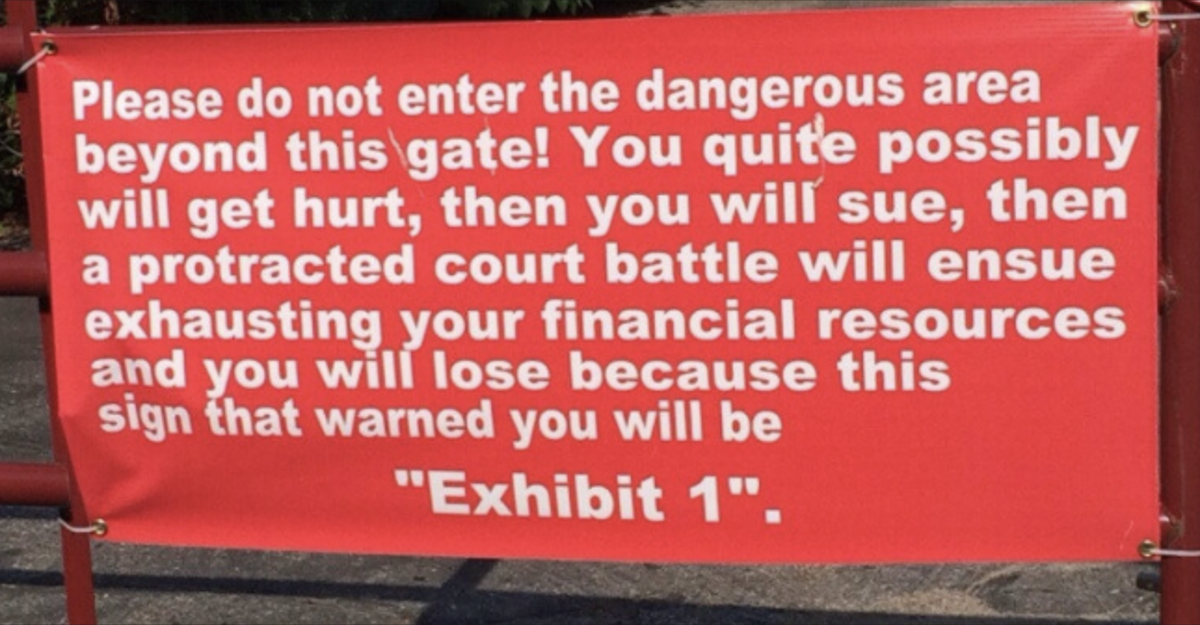 Please do not enter the dangerous area
beyond this gate! You quite possibly
will get hurt, then you will sue, then
a protracted court battle will ensue
exhausting your financial resources
and you will lose because this
sign that warned you will be
"Exhibit 1".